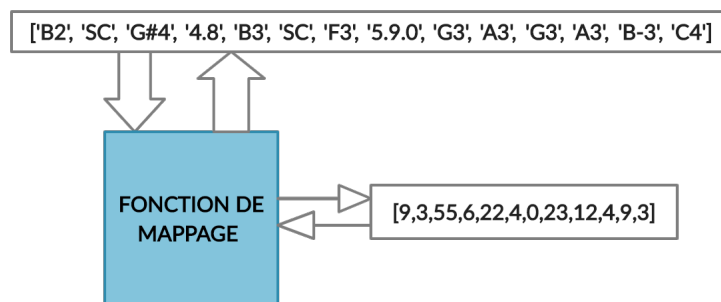 ['B2', 'SC', 'G#4', '4.8', 'B3', 'SC', 'F3', '5.9.0', 'G3', 'A3', 'G3', 'A3', 'B-3', 'C4']
FONCTION DE
MAPPAGE
[9,3,55,6,22,4,0,23,12,4,9,3]